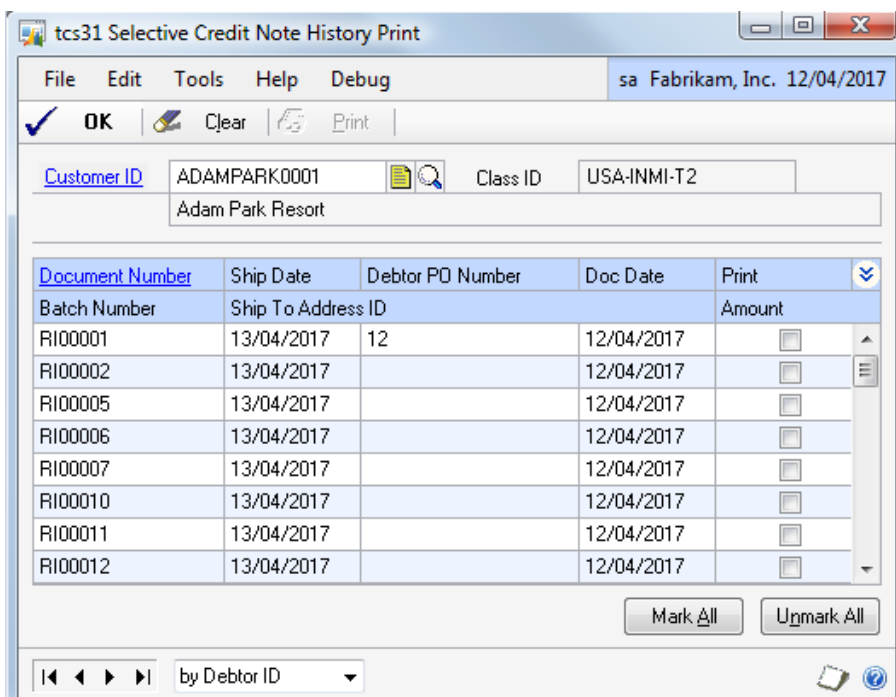 tcs31 Selective Credit Note History Print
File Edit Tools Help Debug sa Fabrikam, Inc. 12/04/2017
OK Clear Print
Customer ID ADAMPARK0001 Class ID USA-INMI-T2
Adam Park Resort
Document Number Ship Date Debtor PO Number Doc Date Print
Batch Number Ship To Address ID Amount
RI00001 13/04/2017 12 12/04/2017
RI00002 13/04/2017 12/04/2017
RI00005 13/04/2017 12/04/2017
RI00006 13/04/2017 12/04/2017
RI00007 13/04/2017 12/04/2017
RI00010 13/04/2017 12/04/2017
RI00011 13/04/2017 12/04/2017
RI00012 13/04/2017 12/04/2017
Mark All Unmark All
by Debtor ID